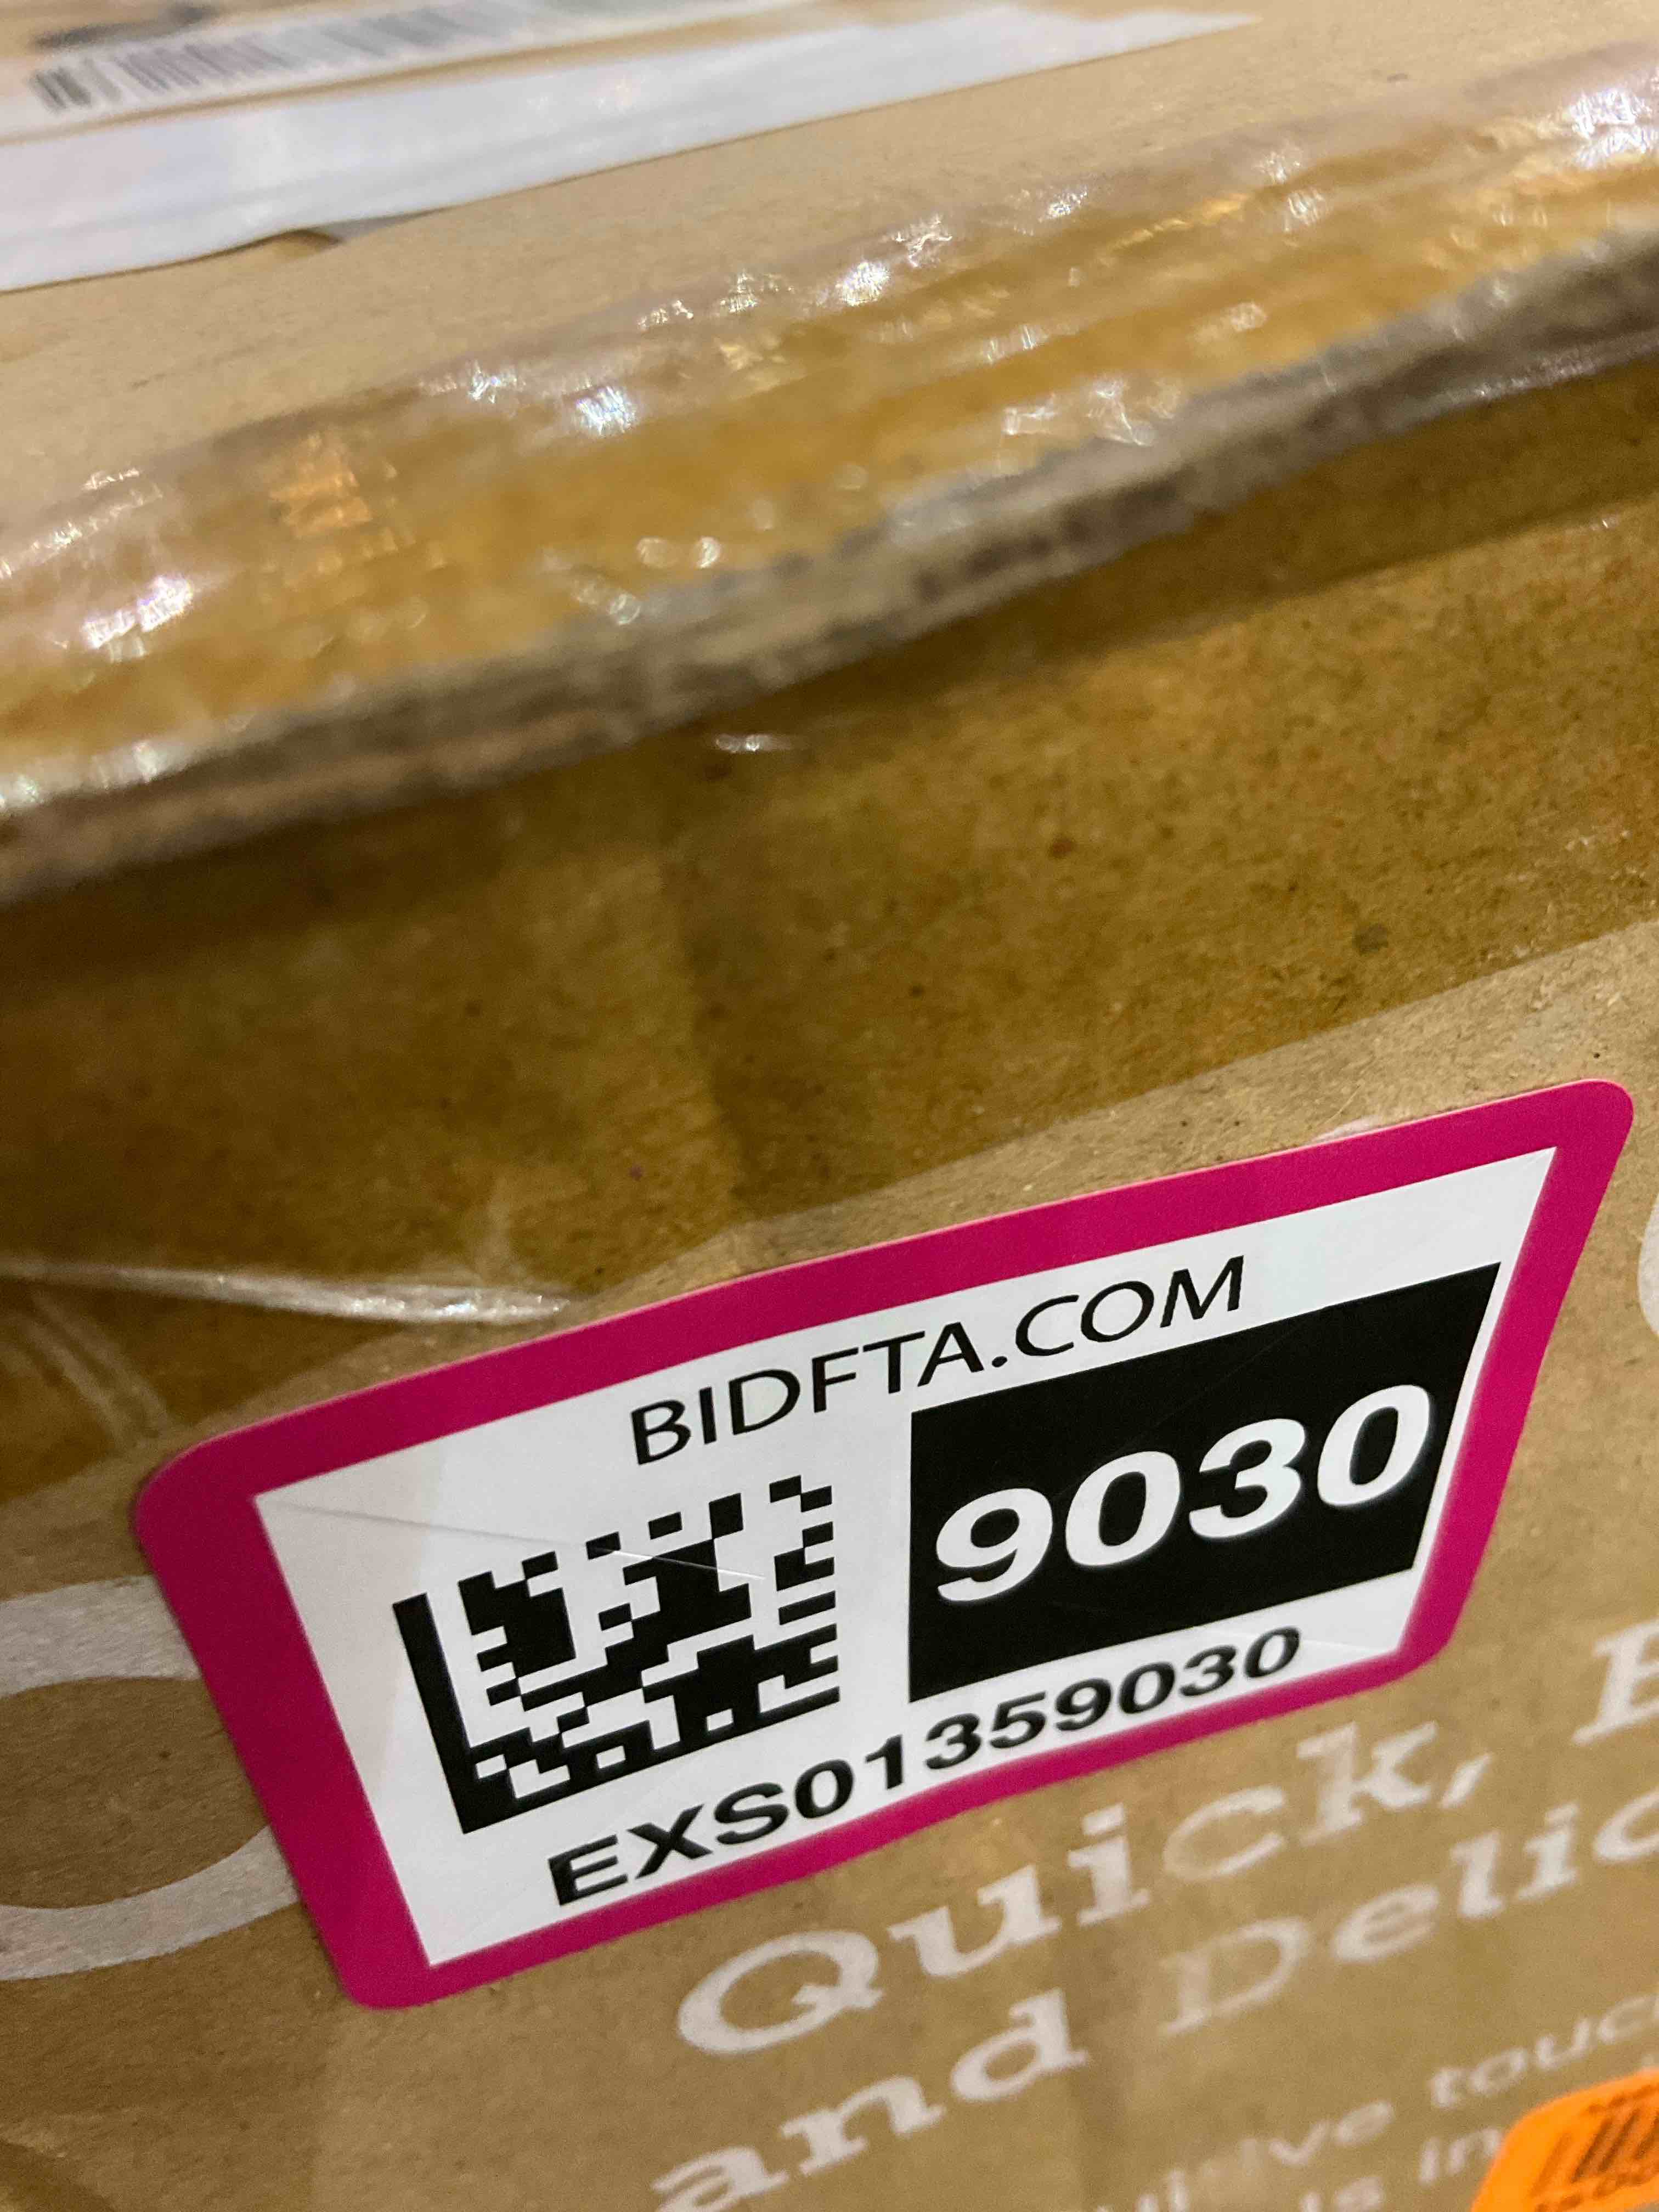 BIDFTA.COM
9030
EXS01359030
Quick,
and